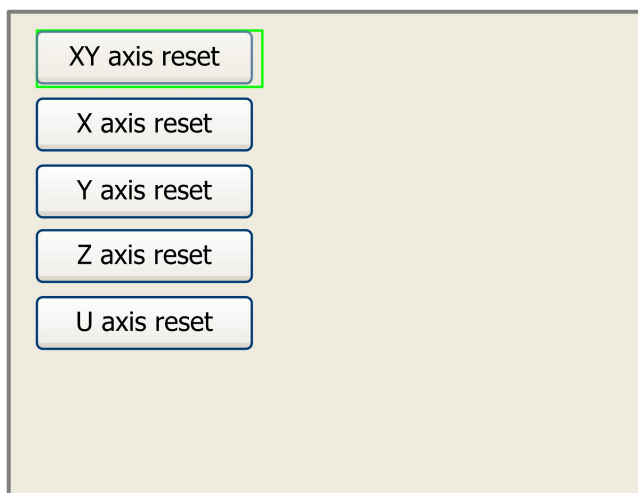 XY axis reset
X axis reset
Y axis reset
Z axis reset
U axis reset